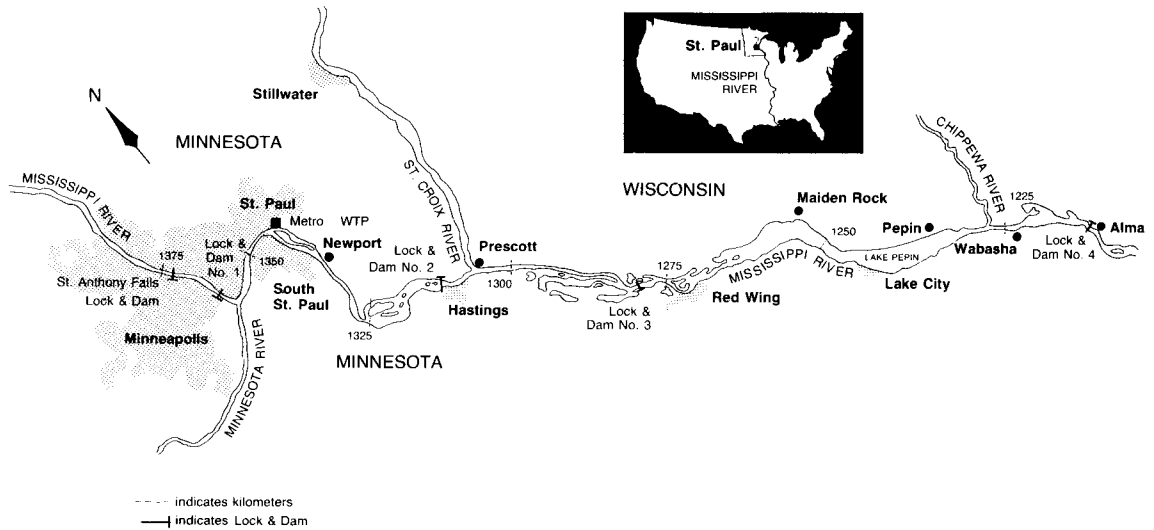 N
St. Paul
MISSISSIPPI
RIVER
Stillwater
MINNESOTA
CHIPPEWA RIVER
MISSISSIPPI RIVER
ST. CROIX RIVER
WISCONSIN
St. Paul
Metro WTP
Maiden Rock
1225
Lock &
Dam
No. 1
Newport
Lock &
Dam No. 2
Prescott
1250
Pepin
Alma
1375
1350
Wabasha
Lock &
Dam No. 4
St. Anthony Falls
Lock & Dam
South
St. Paul
1300
1275
MISSISSIPPI RIVER
LAKE PEPIN
Lake City
Hastings
Red Wing
Lock &
Dam No. 3
1325
Minneapolis
MINNESOTA RIVER
MINNESOTA
indicates kilometers
indicates Lock & Dam